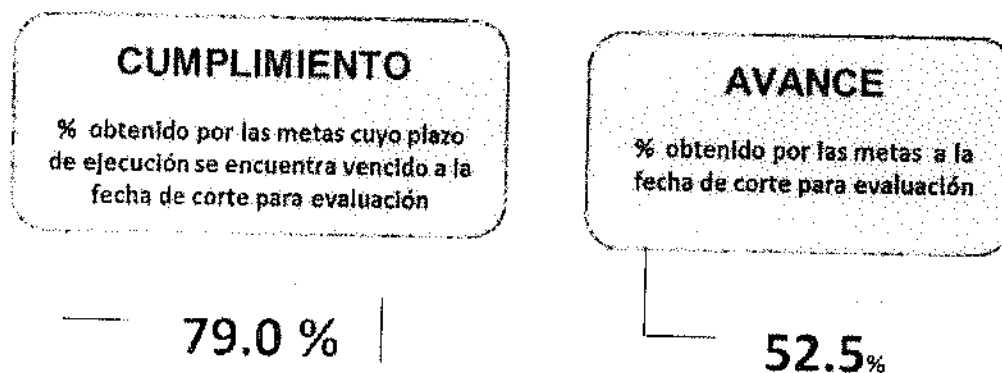 CUMPLIMIENTO
% obtenido por las metas cuyo plazo
de ejecución se encuentra vencido a la
fecha de corte para evaluación
79.0 %
AVANCE
% obtenido por las metas a la
fecha de corte para evaluación
52.5%